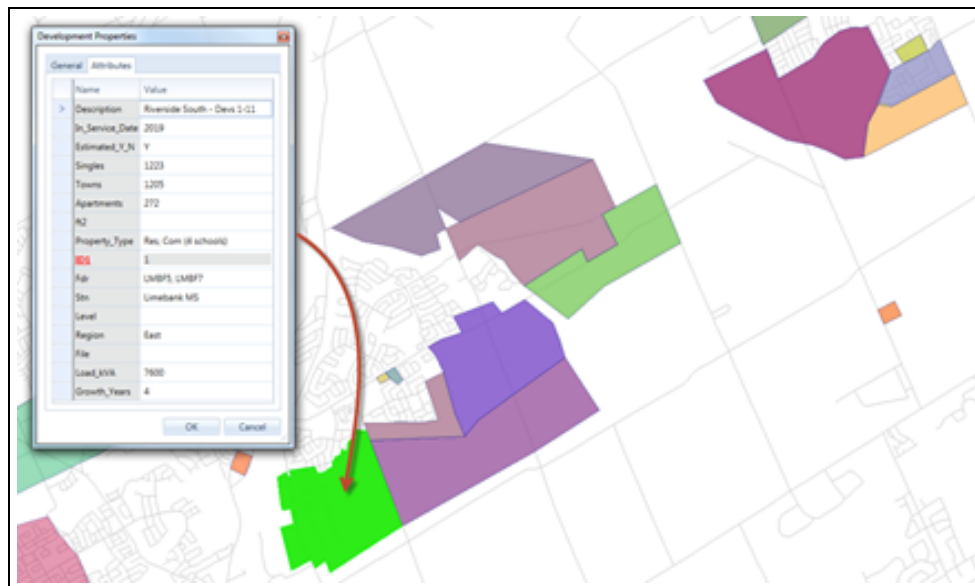 Development Properties
General Attributes
Name Value
> Description Riverside South - Devs 1-11
In_Service_Date 2019
Estimated_Y_N Y
Singles 1223
Towns 1205
Apartments 272
ft2
Property_Type Res, Com (4 schools)
ID1 1
Fdr LMBF5, LMBF7
Stn Limebank MS
Level
Region East
File
Load_kVA 7600
Growth_Years 4
OK Cancel